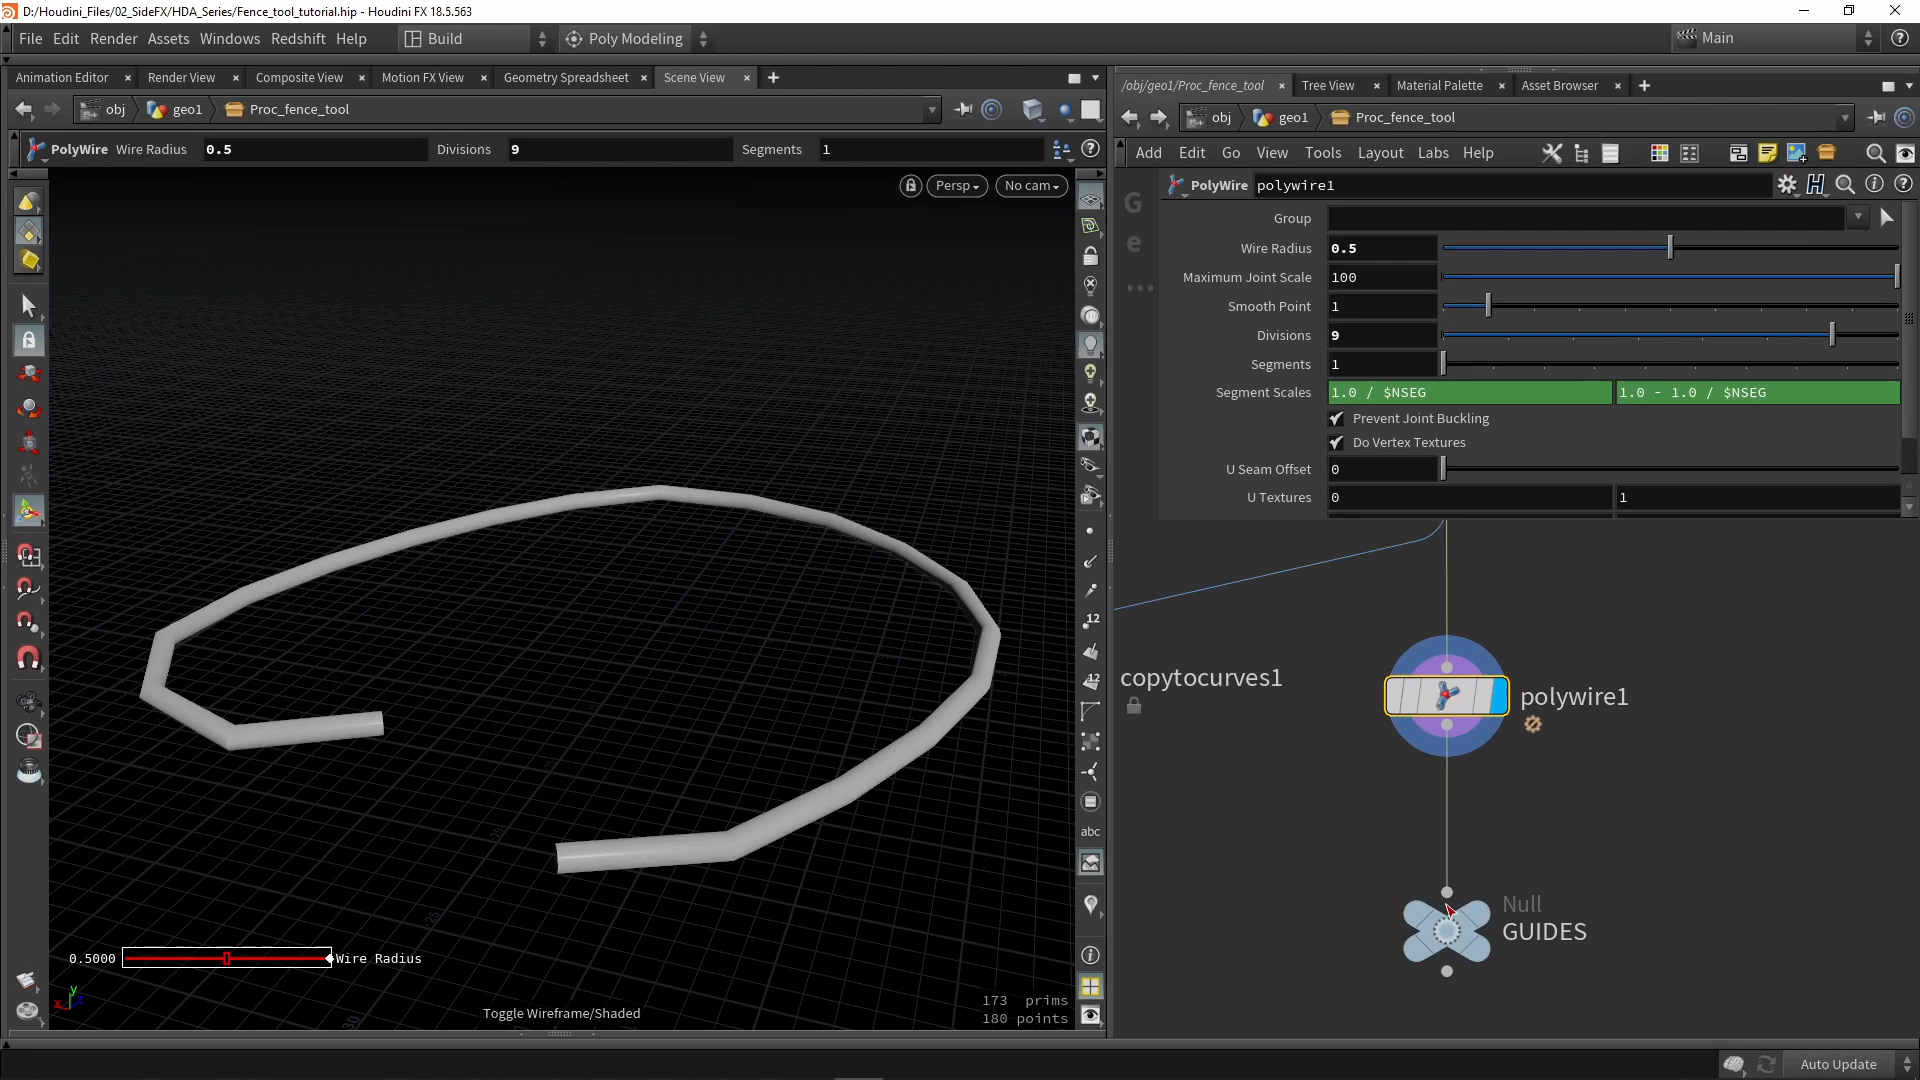 D:/Houdini_Files/02_SideFX/HDA_Series/Fence_tool_tutorial.hip - Houdini FX 18.5.563
File Edit Render Assets Windows Redshift Help Build Poly Modeling Main
Animation Editor Render View Composite View Motion FX View Geometry Spreadsheet Scene View
obj geo1 Proc_fence_tool
PolyWire Wire Radius 0.5 Divisions 9 Segments 1
Persp No cam
12
12
abc
0.5000 Wire Radius
y
x
z
25
30
20
Toggle Wireframe/Shaded
173 prims
180 points
/obj/geo1/Proc_fence_tool Tree View Material Palette Asset Browser
obj geo1 Proc_fence_tool
Add Edit Go View Tools Layout Labs Help
G
e
...
PolyWire polywire1
Group
Wire Radius 0.5
Maximum Joint Scale 100
Smooth Point 1
Divisions 9
Segments 1
Segment Scales 1.0 / $NSEG 1.0 - 1.0 / $NSEG
Prevent Joint Buckling
Do Vertex Textures
U Seam Offset 0
U Textures 0 1
copytocurves1
polywire1
Null
GUIDES
Auto Update